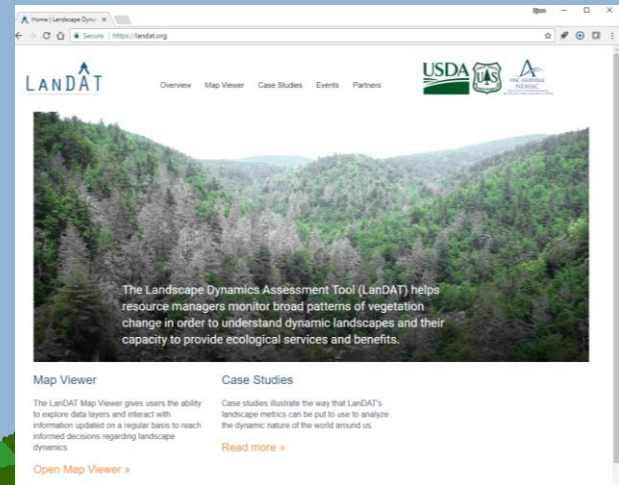 Home | Landscape Dyna
Secure | https://landat.org
LANDAT
Overview Map Viewer Case Studies Events Partners
USDA UAS
UNC ASHEVILLE
NEMAC
The Landscape Dynamics Assessment Tool (LanDAT) helps
resource managers monitor broad patterns of vegetation
change in order to understand dynamic landscapes and their
capacity to provide ecological services and benefits.
Map Viewer
The LanDAT Map Viewer gives users the ability
to explore data layers and interact with
information updated on a regular basis to reach
informed decisions regarding landscape
dynamics.
Open Map Viewer »
Case Studies
Case studies illustrate the way that LanDAT's
landscape metrics can be put to use to analyze
the dynamic nature of the world around us.
Read more »